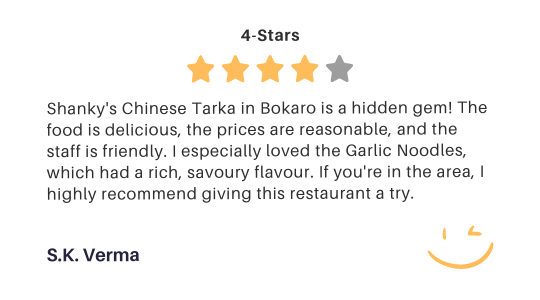 4-Stars
Shanky's Chinese Tarka in Bokaro is a hidden gem! The
food is delicious, the prices are reasonable, and the
staff is friendly. I especially loved the Garlic Noodles,
which had a rich, savoury flavour. If you're in the area, I
highly recommend giving this restaurant a try.
S.K. Verma